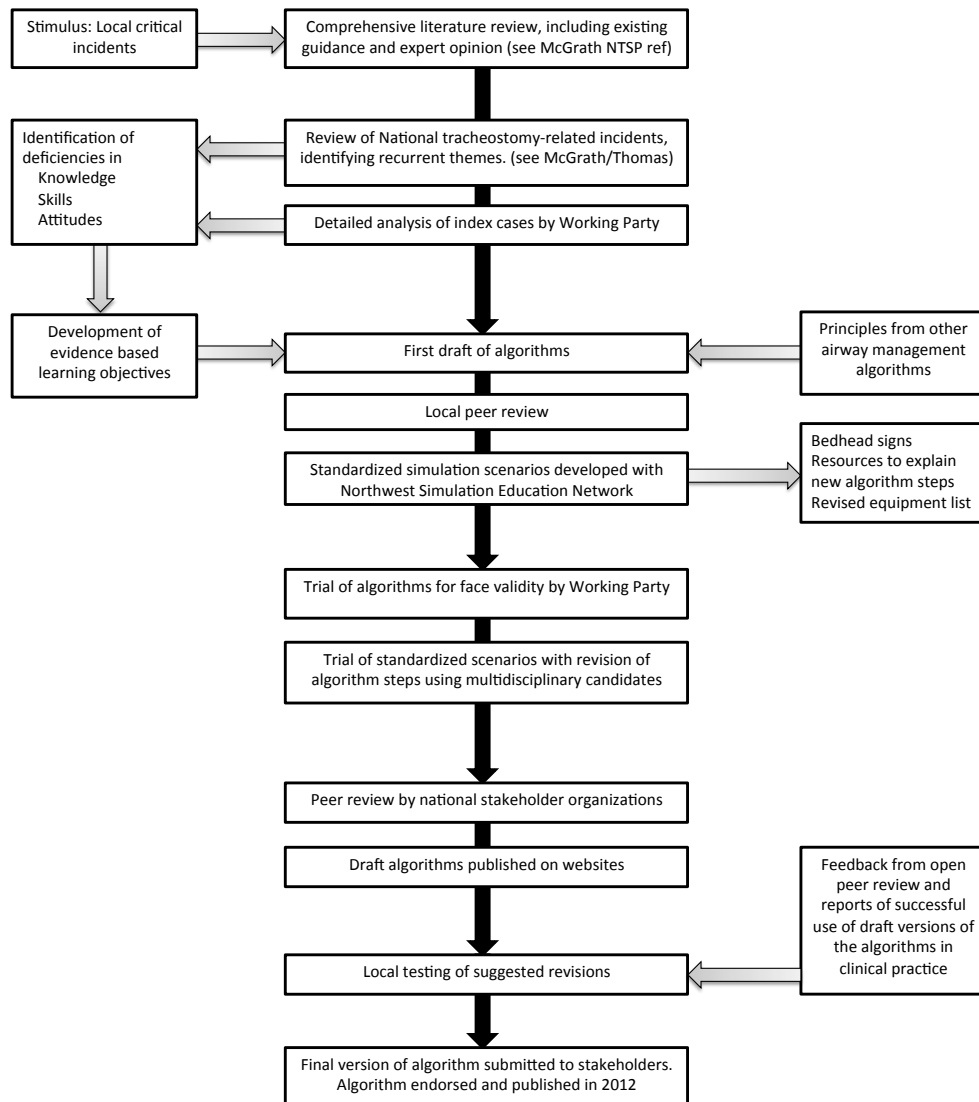 Stimulus: Local critical
incidents
Comprehensive literature review, including existing
guidance and expert opinion (see McGrath NTSP ref)
Identification of
deficiencies in
Knowledge
Skills
Attitudes
Review of National tracheostomy-related incidents,
identifying recurrent themes. (see McGrath/Thomas)
Detailed analysis of index cases by Working Party
Development of
evidence based
learning objectives
First draft of algorithms
Principles from other
airway management
algorithms
Local peer review
Standardized simulation scenarios developed with
Northwest Simulation Education Network
Bedhead signs
Resources to explain
new algorithm steps
Revised equipment list
Trial of algorithms for face validity by Working Party
Trial of standardized scenarios with revision of
algorithm steps using multidisciplinary candidates
Peer review by national stakeholder organizations
Draft algorithms published on websites
Feedback from open
peer review and
reports of successful
use of draft versions of
the algorithms in
clinical practice
Local testing of suggested revisions
Final version of algorithm submitted to stakeholders.
Algorithm endorsed and published in 2012